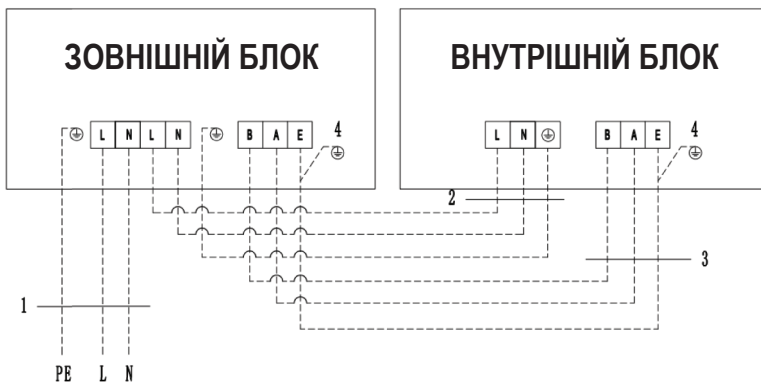 ЗОВНІШНІЙ БЛОК
ВНУТРІШНІЙ БЛОК
L N L N B A E 4
L N B A E 4
2
3
1
PE L N